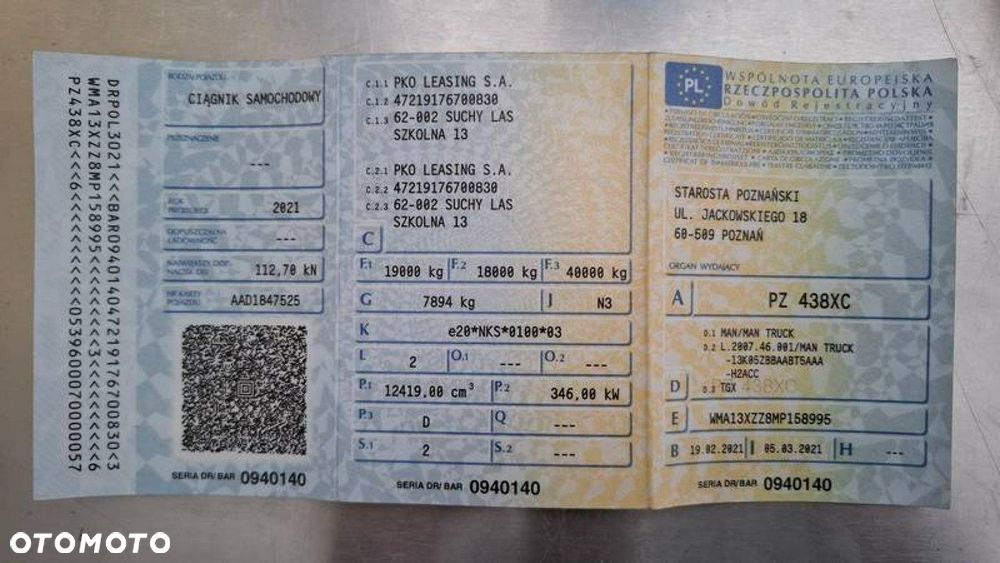 DRPOL3021<<BAR094014047219176700830<3
WMA13XZZ8MP158995<<<<<<<<<<3<<<<<<<6
RODZAJ POJAZDU
CIĄGNIK SAMOCHODOWY
PRZEZNACZENIE
---
ROK PRODUKCJI
2021
DOPUSZCZALNA ŁADOWNOŚĆ
---
NAJWIĘKSZY DOP. NACISK OSI
112,70 kN
NR KARTY POJAZDU
AAD1847525
SERIA DR/BAR 0940140
C.1.1 PKO LEASING S.A.
C.1.2 47219176700830
C.1.3 62-002 SUCHY LAS
SZKOLNA 13
C.2.1 PKO LEASING S.A.
C.2.2 47219176700830
C.2.3 62-002 SUCHY LAS
SZKOLNA 13
C
F.1 19000 kg F.2 18000 kg F.3 40000 kg
G 7894 kg J N3
K e20*NKS*0100*03
L 2 O.1 --- O.2 ---
P.1 12419,00 cm³ P.2 346,00 kW
P.3 D Q ---
S.1 2 S.2 ---
SERIA DR/BAR 0940140
PL
WSPÓLNOTA EUROPEJSKA
RZECZPOSPOLITA POLSKA
Dowód Rejestracyjny
STAROSTA POZNAŃSKI
UL. JACKOWSKIEGO 18
60-509 POZNAŃ
ORGAN WYDAJĄCY
A PZ 438XC
D.1 MAN/MAN TRUCK
D.2 L.2007.46.001/MAN TRUCK
-13K05ZBBAABT5AAA
-H2ACC
D D.3 TGX 438XC
E WMA13XZZ8MP158995
B 19.02.2021 I 05.03.2021 H ---
SERIA DR/BAR 0940140
OTOMOTO